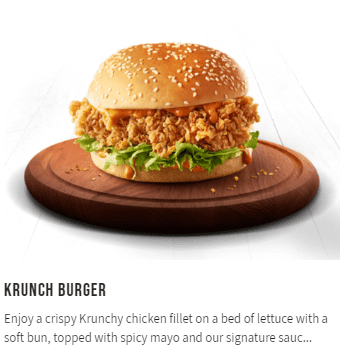 KRUNCH BURGER
Enjoy a crispy Krunchy chicken fillet on a bed of lettuce with a
soft bun, topped with spicy mayo and our signature sauc...